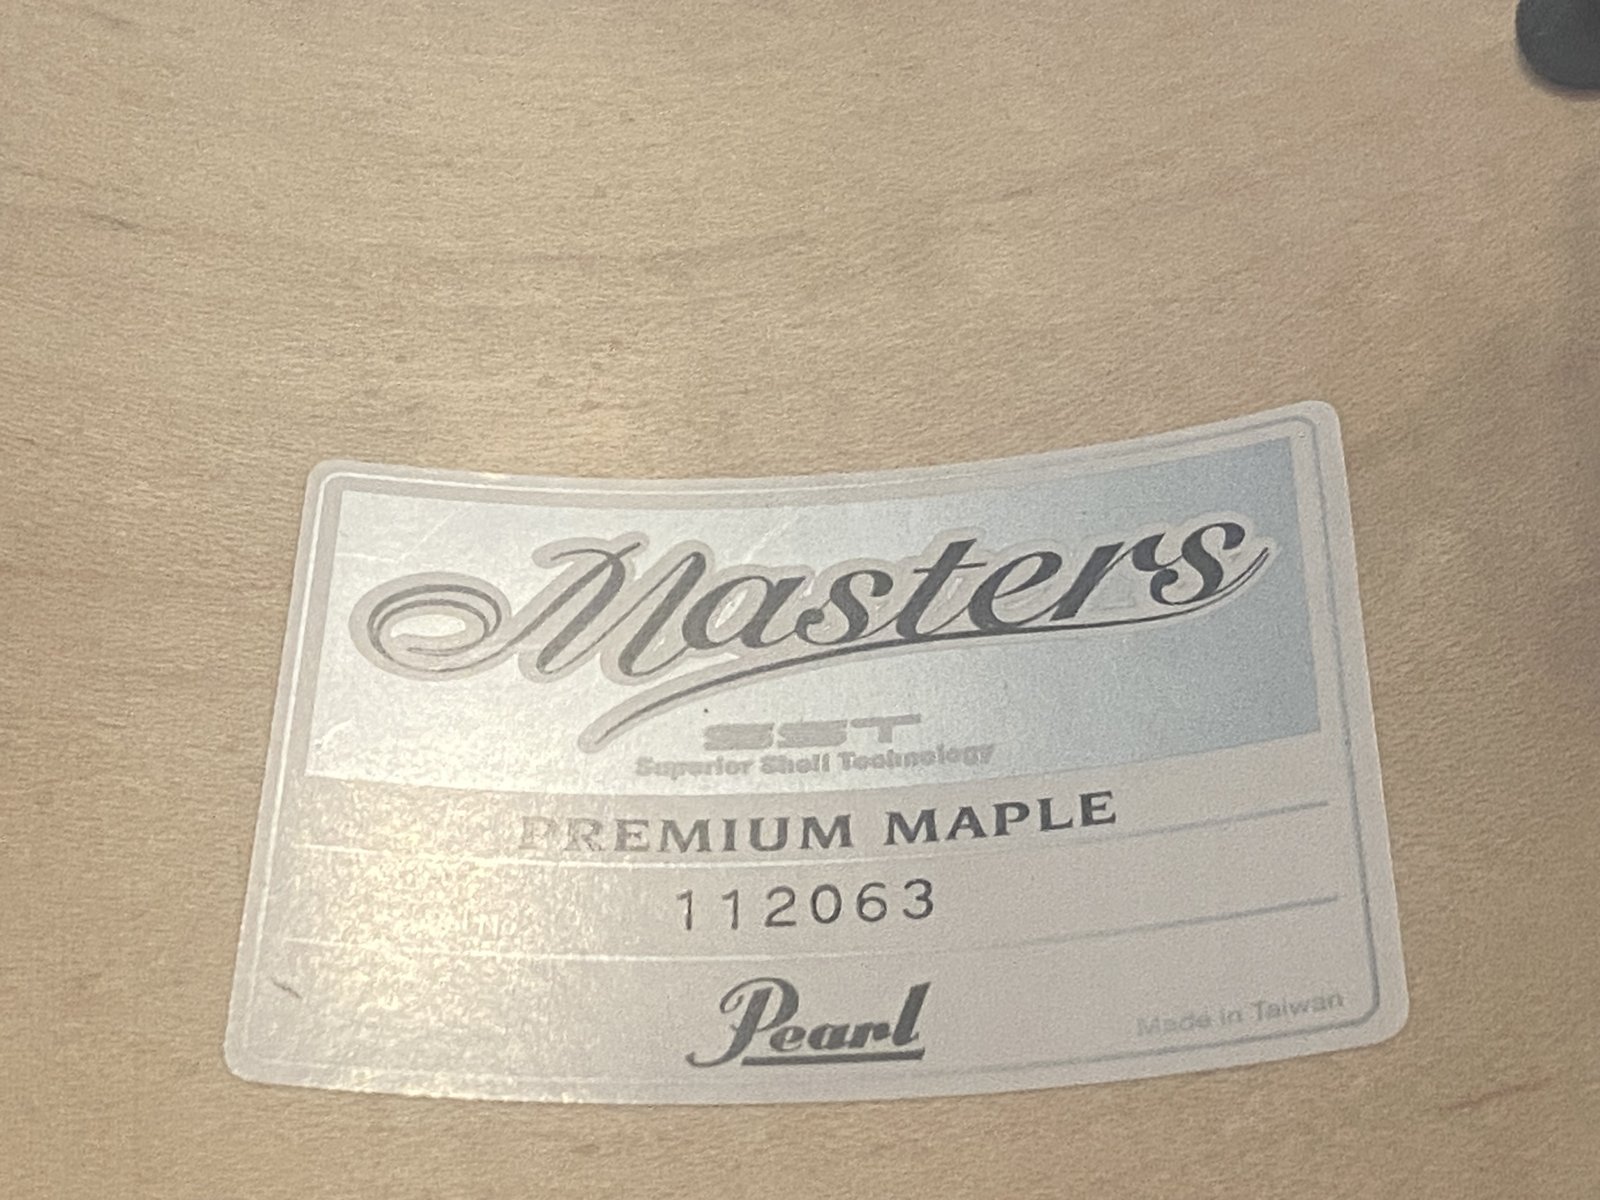 Masters
SST
Superior Shell Technology
PREMIUM MAPLE
112063
Pearl
Made in Taiwan